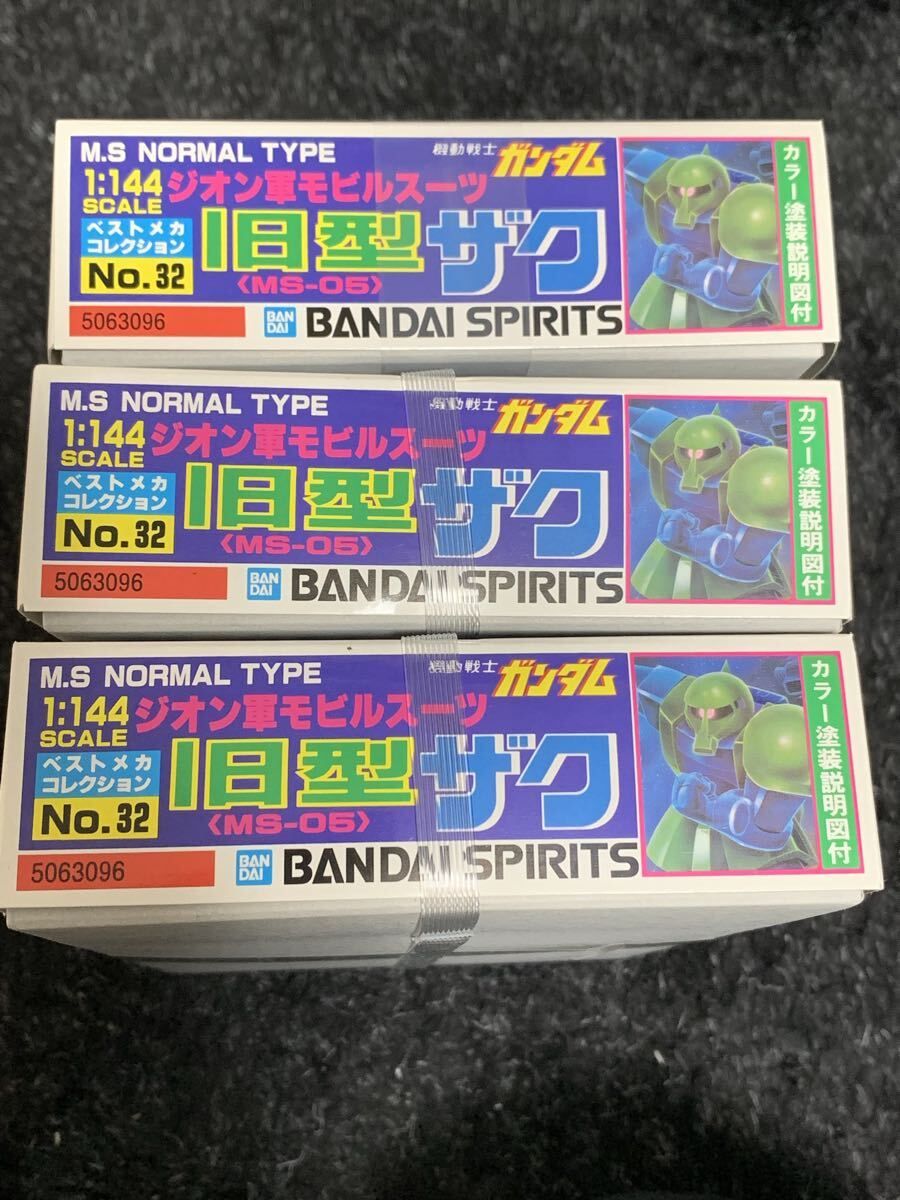 M.S NORMAL TYPE
機動戦士 ガンダム
1:144
SCALE
ジオン軍モビルスーツ
ベストメカ
コレクション
No.32
旧型ザク
〈MS-05〉
5063096
BAN
DAI
BANDAI SPIRITS
カラー塗装説明図付
M.S NORMAL TYPE
機動戦士 ガンダム
1:144
SCALE
ジオン軍モビルスーツ
ベストメカ
コレクション
No.32
旧型ザク
〈MS-05〉
5063096
BAN
DAI
BANDAI SPIRITS
カラー塗装説明図付
M.S NORMAL TYPE
機動戦士 ガンダム
1:144
SCALE
ジオン軍モビルスーツ
ベストメカ
コレクション
No.32
旧型ザク
〈MS-05〉
5063096
BAN
DAI
BANDAI SPIRITS
カラー塗装説明図付